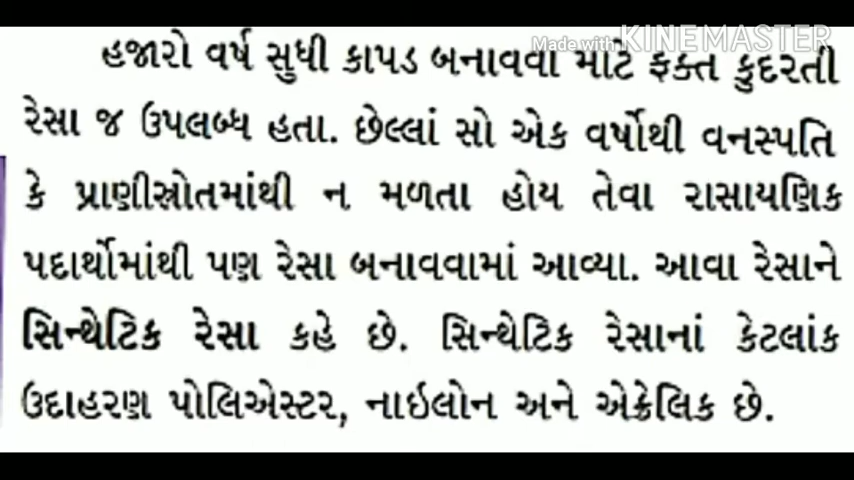 Made with KINEMASTER
હજારો વર્ષ સુધી કાપડ બનાવવા માટે ફક્ત કુદરતી
રેસા જ ઉપલબ્ધ હતા. છેલ્લાં સો એક વર્ષોથી વનસ્પતિ
કે પ્રાણીસ્રોતમાંથી ન મળતા હોય તેવા રાસાયણિક
પદાર્થોમાંથી પણ રેસા બનાવવામાં આવ્યા. આવા રેસાને
સિન્થેટિક રેસા કહે છે. સિન્થેટિક રેસાનાં કેટલાંક
ઉદાહરણ પોલિએસ્ટર, નાઇલોન અને એક્રેલિક છે.